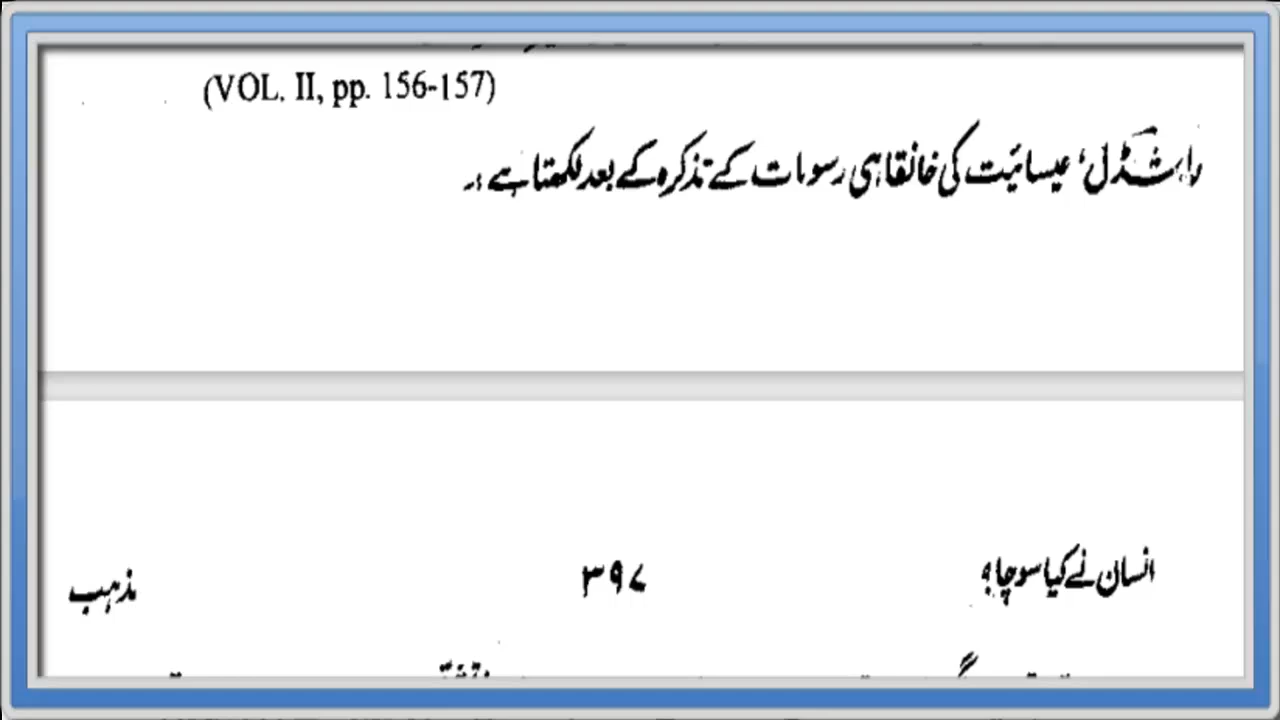 (VOL. II, pp. 156-157)
راشڈل، عیسائیت کی خانقاہی رسومات کے تذکرہ کے بعد لکھتا ہے :۔
انسان نے کیا سوچا؟ ۳۹۷ مذہب